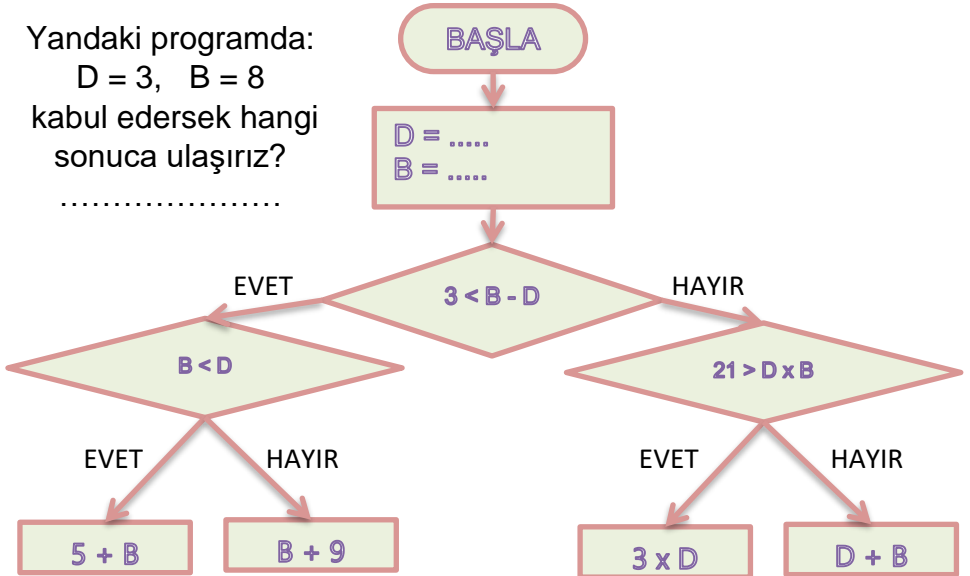 Yandaki programda:
D = 3, B = 8
kabul edersek hangi
sonuca ulaşırız?
.....................
BAŞLA
D = .....
B = .....
3 < B - D
EVET
HAYIR
B < D
21 > D x B
EVET
HAYIR
EVET
HAYIR
5 + B
B + 9
3 x D
D + B